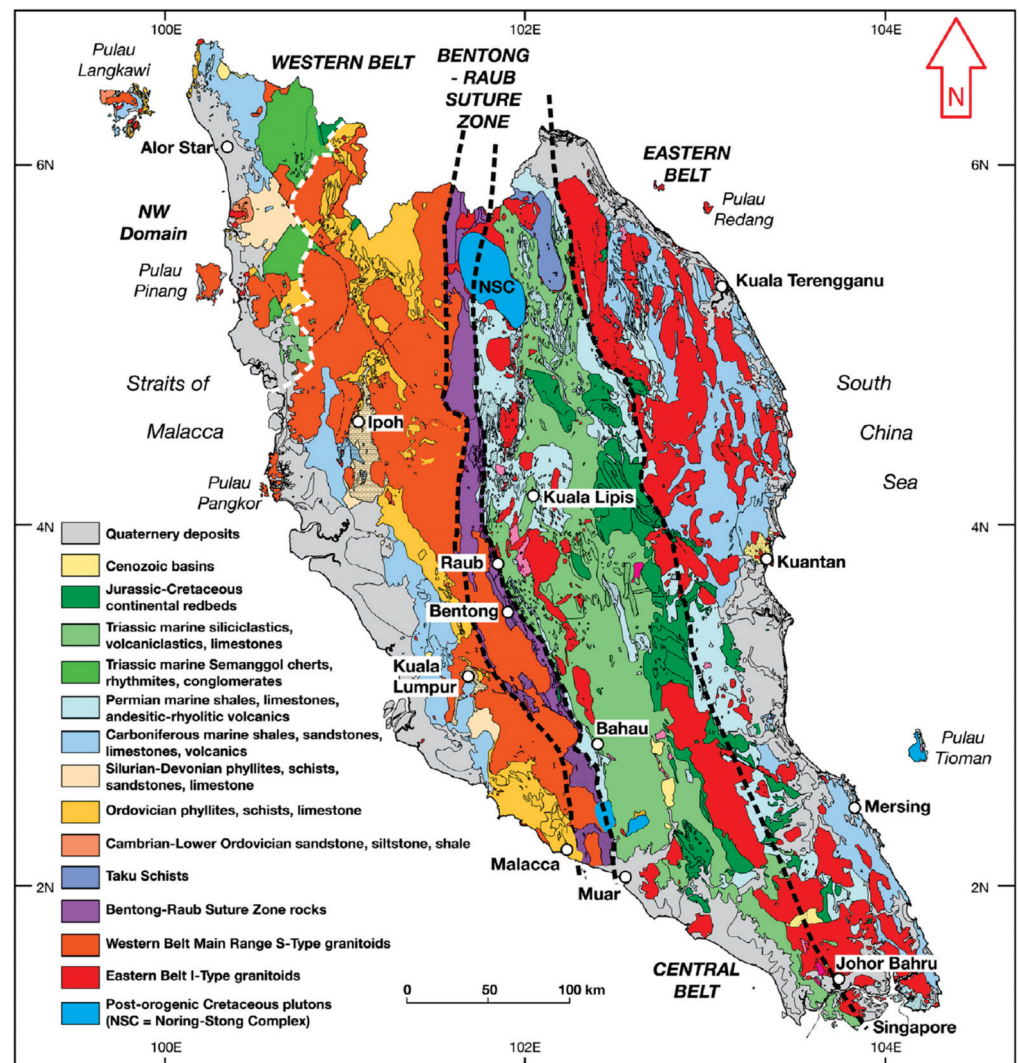 100E
102E
104E
Pulau
Langkawi
WESTERN BELT
BENTONG
- RAUB
SUTURE
ZONE
N
Alor Star
6N
6N
EASTERN
BELT
Pulau
Redang
NW
Domain
Pulau
Pinang
NSC
Kuala Terengganu
Straits of
Malacca
South
China
Sea
Ipoh
Pulau
Pangkor
Kuala Lipis
4N
4N
Quaternery deposits
Cenozoic basins
Jurassic-Cretaceous
continental redbeds
Triassic marine siliciclastics,
volcaniclastics, limestones
Triassic marine Semanggol cherts,
rhythmites, conglomerates
Permian marine shales, limestones,
andesitic-rhyolitic volcanics
Carboniferous marine shales, sandstones,
limestones, volcanics
Silurian-Devonian phyllites, schists,
sandstones, limestone
Ordovician phyllites, schists, limestone
Cambrian-Lower Ordovician sandstone, siltstone, shale
Taku Schists
Bentong-Raub Suture Zone rocks
Western Belt Main Range S-Type granitoids
Eastern Belt I-Type granitoids
Post-orogenic Cretaceous plutons
(NSC = Noring-Stong Complex)
Raub
Kuantan
Bentong
Kuala
Lumpur
Bahau
Pulau
Tioman
Mersing
Malacca
Muar
2N
2N
CENTRAL
BELT
Johor Bahru
Singapore
0 50 100 km
100E
102E
104E